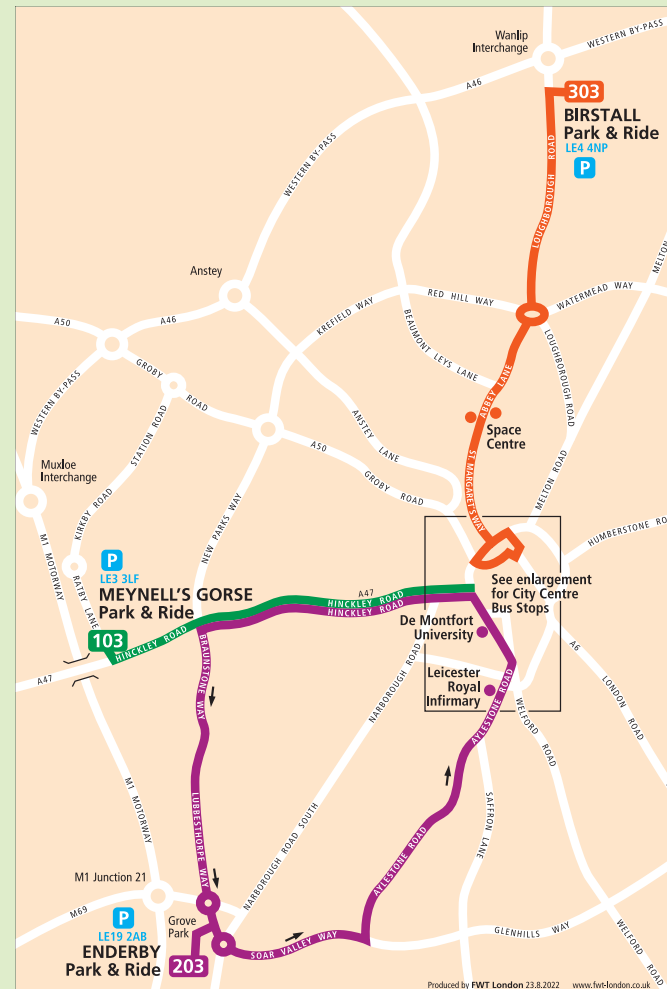 Wanlip
Interchange
WESTERN BY-PASS
A46
303
BIRSTALL
Park & Ride
LE4 4NP
P
WESTERN BY-PASS
LOUGHBOROUGH ROAD
MELTON
Anstey
KREFIELD WAY
RED HILL WAY
WATERMEAD WAY
A50
A46
BEAUMONT LEYS LANE
LOUGHBOROUGH ROAD
GROBY ROAD
WESTERN BY-PASS
STATION ROAD
ABBEY LANE
ANSTEY LANE
A50
Space
Centre
GROBY ROAD
Muxloe
Interchange
ST. MARGARET'S WAY
MELTON ROAD
KIRKBY ROAD
NEW PARKS WAY
HUMBERSTONE RO
M1 MOTORWAY
P
LE3 3LF
MEYNELL'S GORSE
Park & Ride
RATBY LANE
103
See enlargement
for City Centre
Bus Stops
A47
HINCKLEY ROAD
HINCKLEY ROAD
HINCKLEY ROAD
De Montfort
University
A6
A47
BRAUNSTONE WAY
NARBOROUGH ROAD
Leicester
Royal
Infirmary
LONDON ROAD
AYLESTONE ROAD
WELFORD ROAD
M1 MOTORWAY
LUBBESTHORPE WAY
NARBOROUGH ROAD SOUTH
SAFFRON LANE
AYLESTONE ROAD
M1 Junction 21
M69
P
LE19 2AB
ENDERBY
Park & Ride
Grove
Park
203
SOAR VALLEY WAY
GLENHILLS WAY
WELFORD ROAD
Produced by FWT London 23.8.2022 www.fwt-london.co.uk